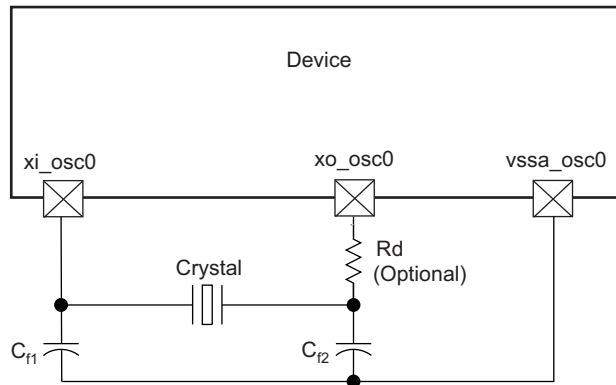 Device
xi_osc0
xo_osc0
vssa_osc0
Rd
(Optional)
Crystal
Cf1
Cf2